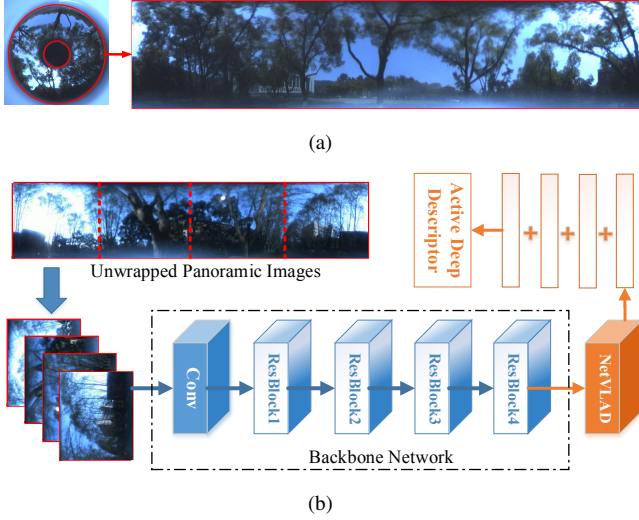 (a)
Unwrapped Panoramic Images
Active Deep
Descriptor
+ + +
Conv
ResBlock1
ResBlock2
ResBlock3
ResBlock4
NetVLAD
Backbone Network
(b)